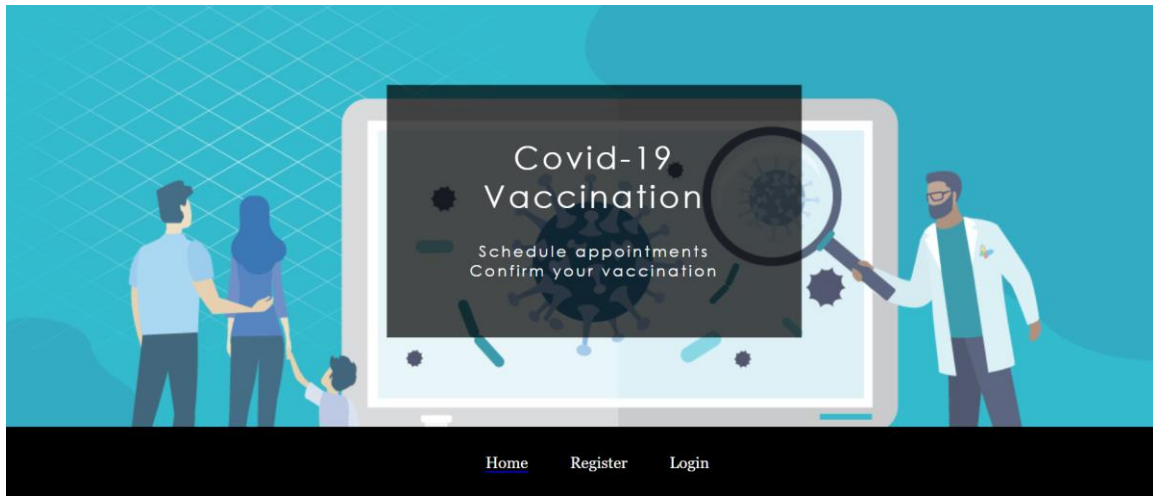 Covid-19
Vaccination
Schedule appointments
Confirm your vaccination
Home Register Login